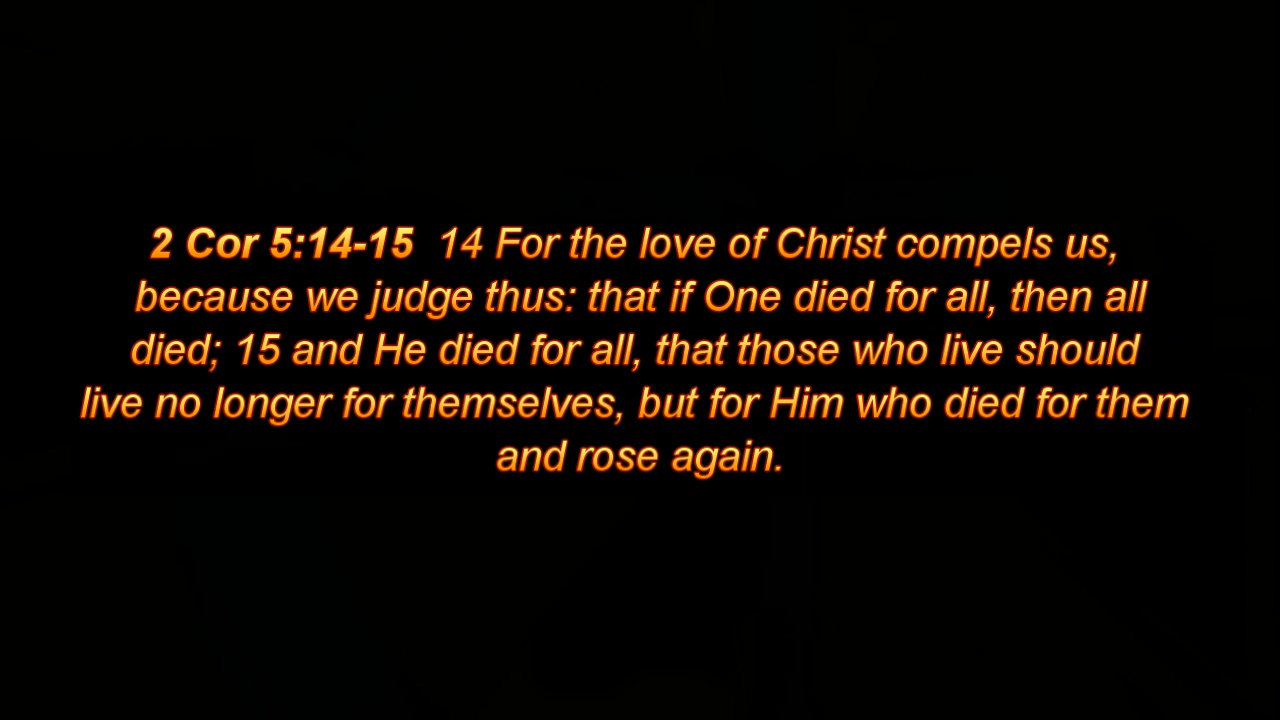 2 Cor 5:14-15  14 For the love of Christ compels us,
because we judge thus: that if One died for all, then all
died; 15 and He died for all, that those who live should
live no longer for themselves, but for Him who died for them
and rose again.